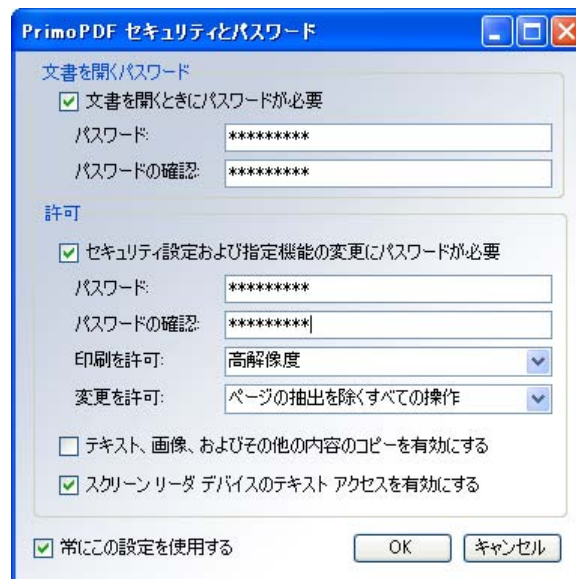 PrimoPDF セキュリティとパスワード
文書を開くパスワード
文書を開くときにパスワードが必要
パスワード: *********
パスワードの確認: *********
許可
セキュリティ設定および指定機能の変更にパスワードが必要
パスワード: *********
パスワードの確認: *********
印刷を許可: 高解像度
変更を許可: ページの抽出を除くすべての操作
テキスト、画像、およびその他の内容のコピーを有効にする
スクリーン リーダ デバイスのテキスト アクセスを有効にする
常にこの設定を使用する OK キャンセル